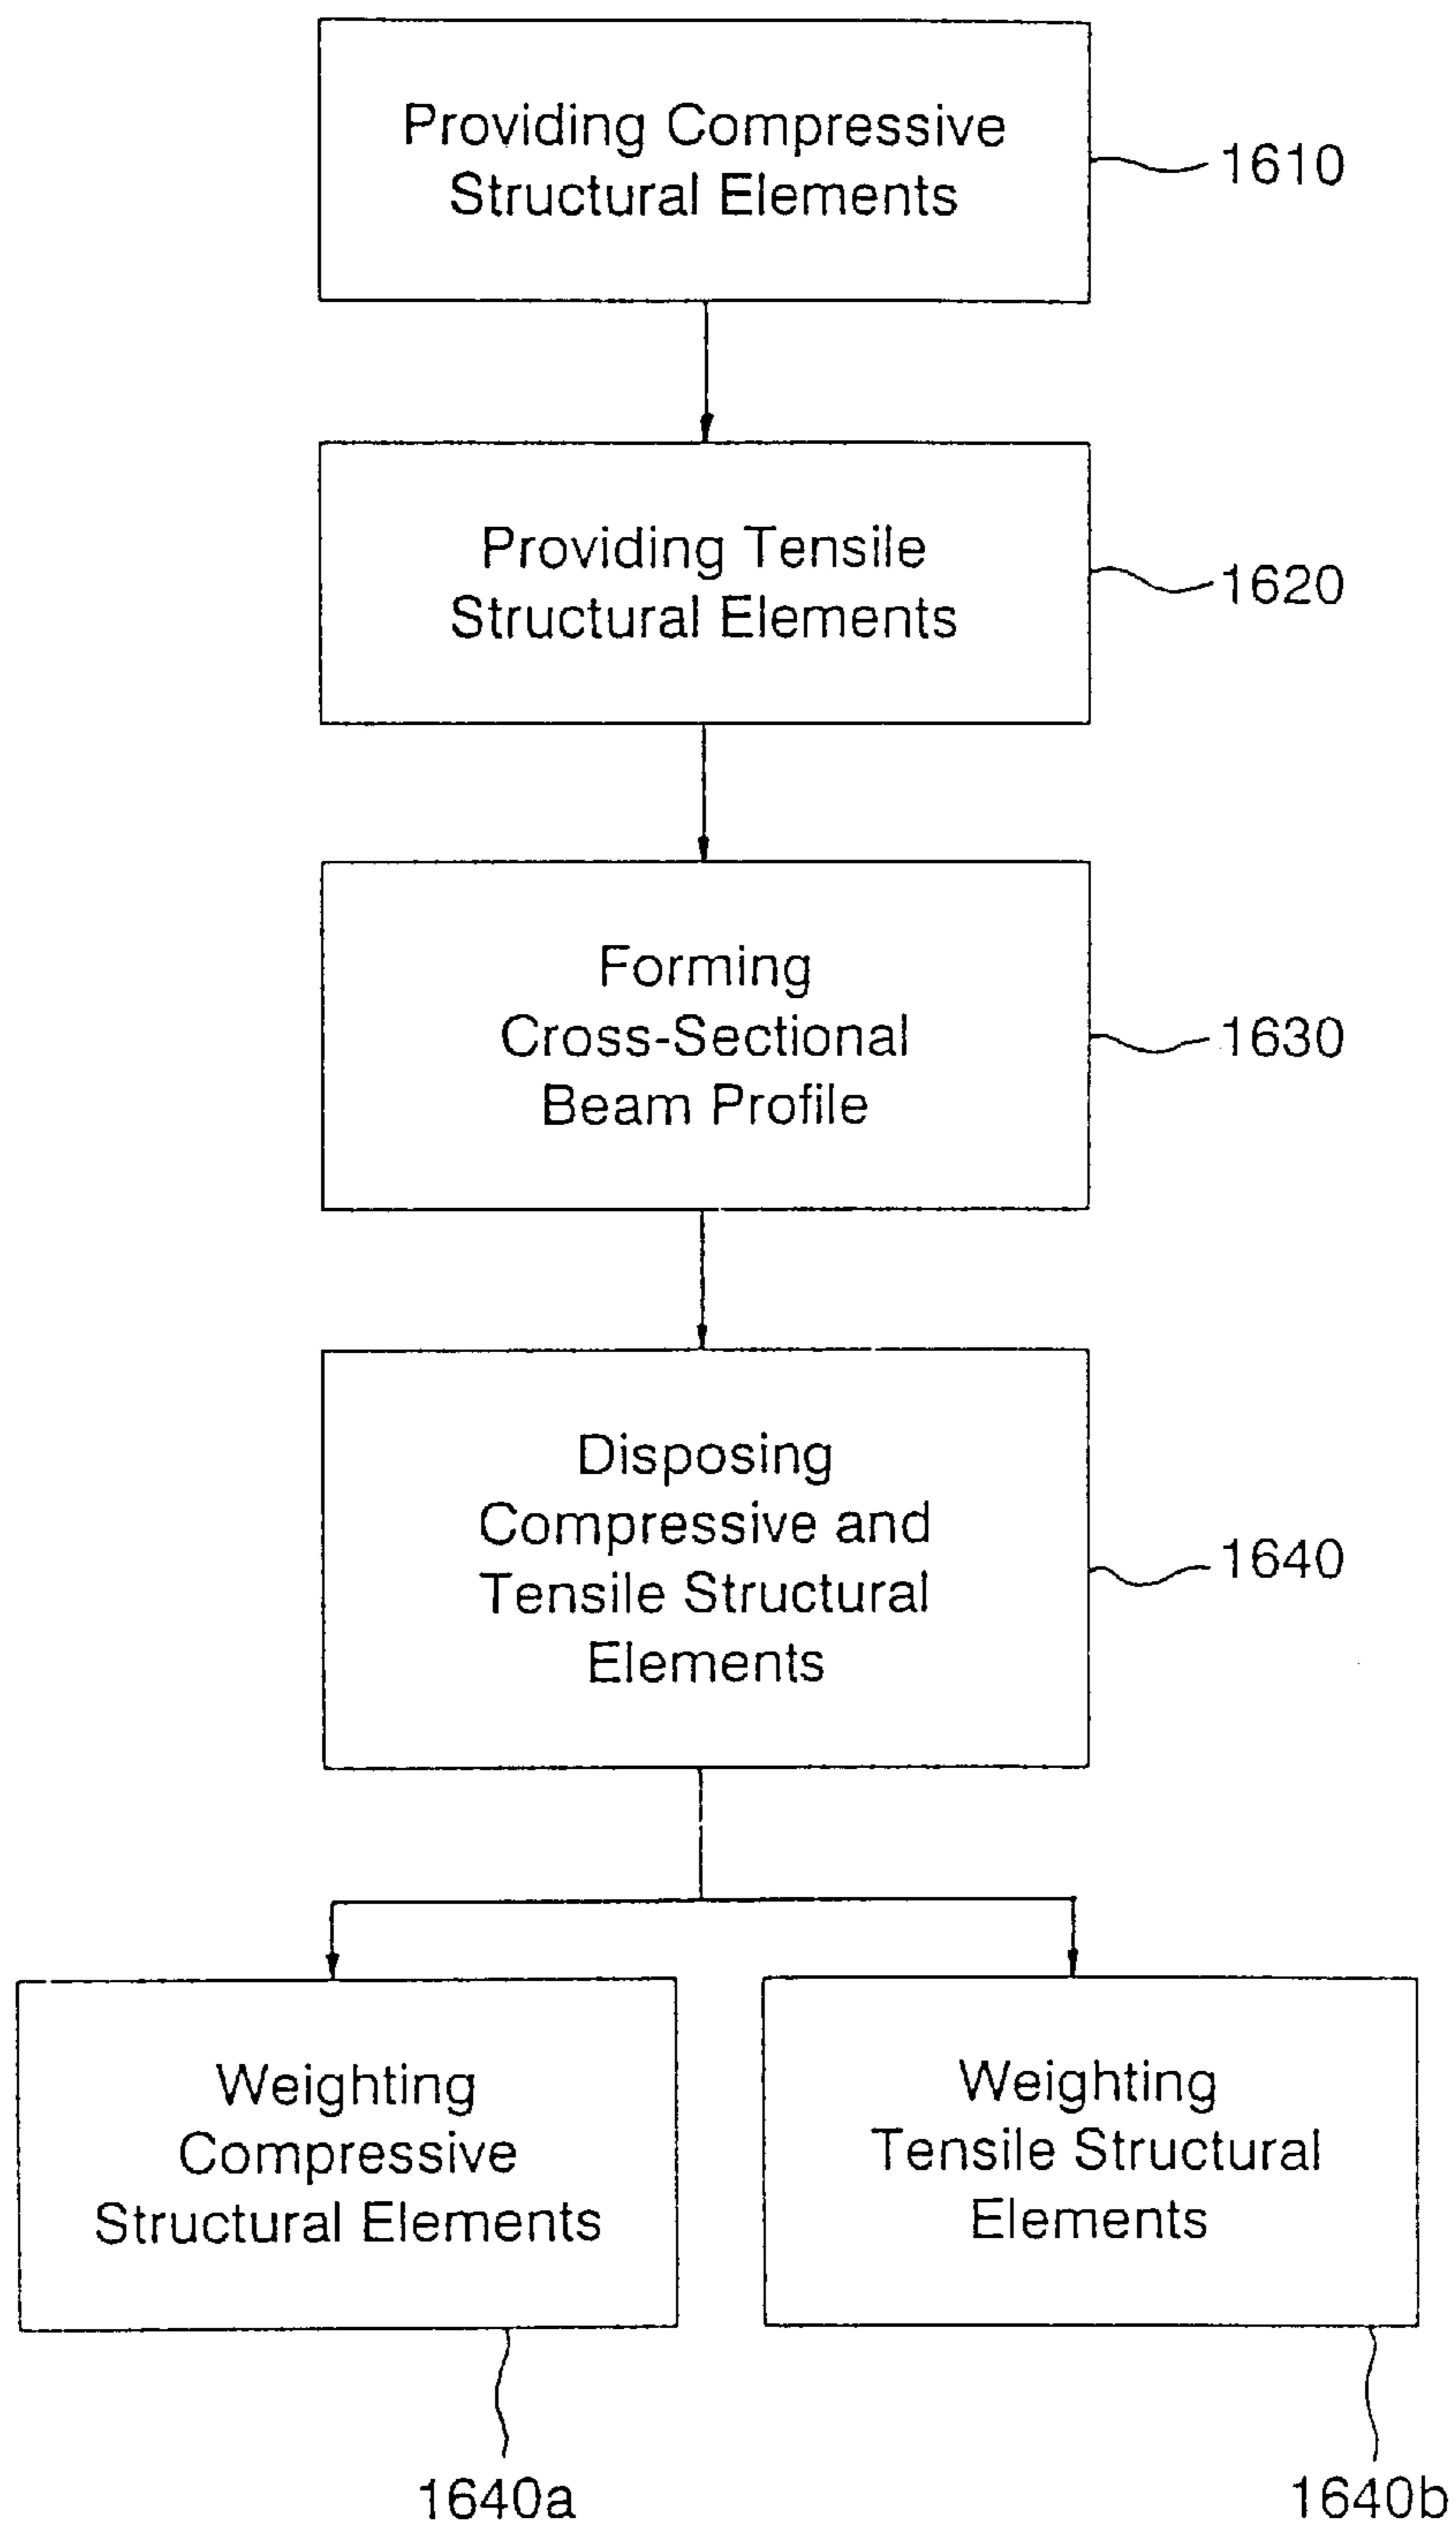 Providing Compressive
Structural Elements
1610
Providing Tensile
Structural Elements
1620
Forming
Cross-Sectional
Beam Profile
1630
Disposing
Compressive and
Tensile Structural
Elements
1640
Weighting
Compressive
Structural Elements
1640a
Weighting
Tensile Structural
Elements
1640b